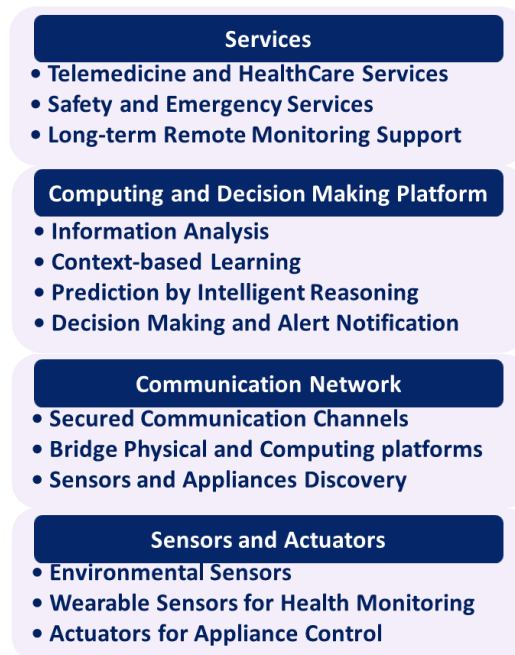 Services
• Telemedicine and HealthCare Services
• Safety and Emergency Services
• Long-term Remote Monitoring Support
Computing and Decision Making Platform
• Information Analysis
• Context-based Learning
• Prediction by Intelligent Reasoning
• Decision Making and Alert Notification
Communication Network
• Secured Communication Channels
• Bridge Physical and Computing platforms
• Sensors and Appliances Discovery
Sensors and Actuators
• Environmental Sensors
• Wearable Sensors for Health Monitoring
• Actuators for Appliance Control